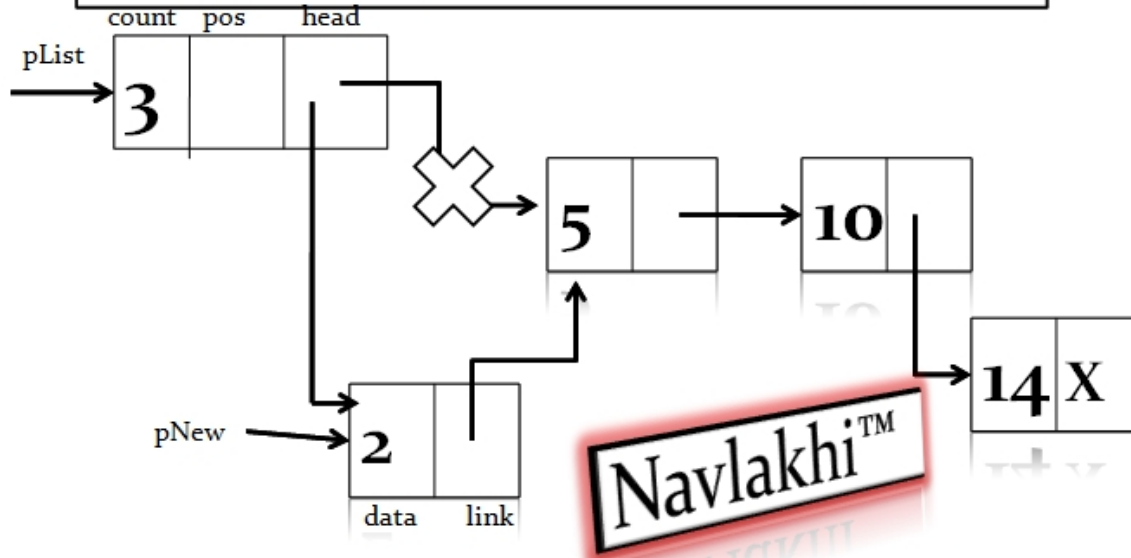 count pos head
pList
3
5
10
14 X
pNew
2
data link
Navlakhi™